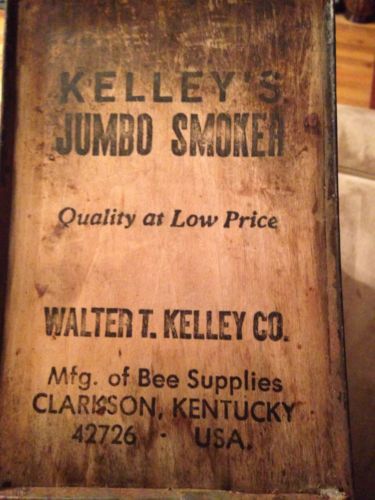 KELLEY'S
JUMBO SMOKER
Quality at Low Price
WALTER T. KELLEY CO.
Mfg. of Bee Supplies
CLARKSON, KENTUCKY
42726 · USA.